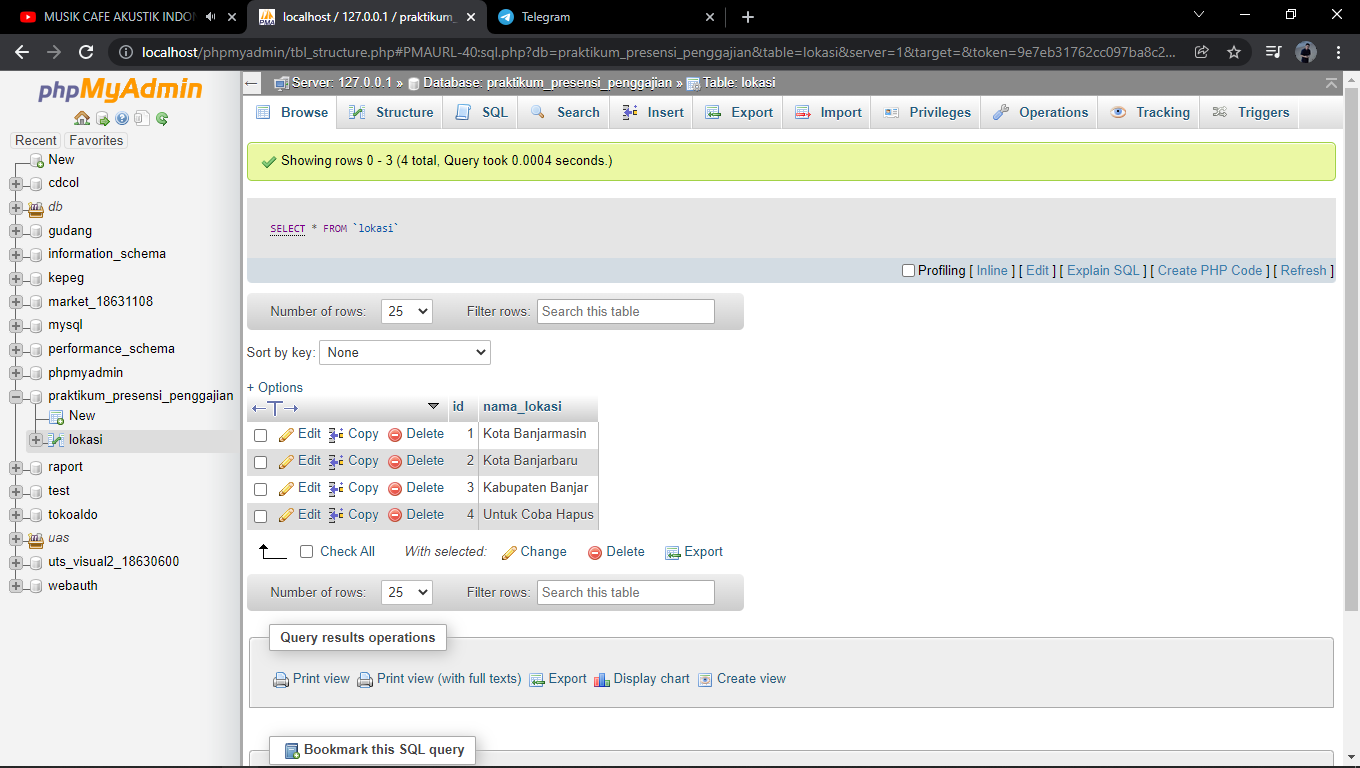 MUSIK CAFE AKUSTIK INDON
localhost / 127.0.0.1 / praktikum_
Telegram
localhost/phpmyadmin/tbl_structure.php#PMAURL-40:sql.php?db=praktikum_presensi_penggajian&table=lokasi&server=1&target=&token=9e7eb31762cc097ba8c2...
phpMyAdmin
Recent Favorites
New
cdcol
db
gudang
information_schema
kepeg
market_18631108
mysql
performance_schema
phpmyadmin
praktikum_presensi_penggajian
New
lokasi
raport
test
tokoaldo
uas
uts_visual2_18630600
webauth
Server: 127.0.0.1 » Database: praktikum_presensi_penggajian » Table: lokasi
Browse Structure SQL Search Insert Export Import Privileges Operations Tracking Triggers
Showing rows 0 - 3 (4 total, Query took 0.0004 seconds.)
SELECT * FROM `lokasi`
Profiling [ Inline ] [ Edit ] [ Explain SQL ] [ Create PHP Code ] [ Refresh ]
Number of rows: 25 Filter rows: Search this table
Sort by key: None
+ Options
←T→ id nama_lokasi
Edit Copy Delete 1 Kota Banjarmasin
Edit Copy Delete 2 Kota Banjarbaru
Edit Copy Delete 3 Kabupaten Banjar
Edit Copy Delete 4 Untuk Coba Hapus
Check All With selected: Change Delete Export
Number of rows: 25 Filter rows: Search this table
Query results operations
Print view Print view (with full texts) Export Display chart Create view
Bookmark this SQL query